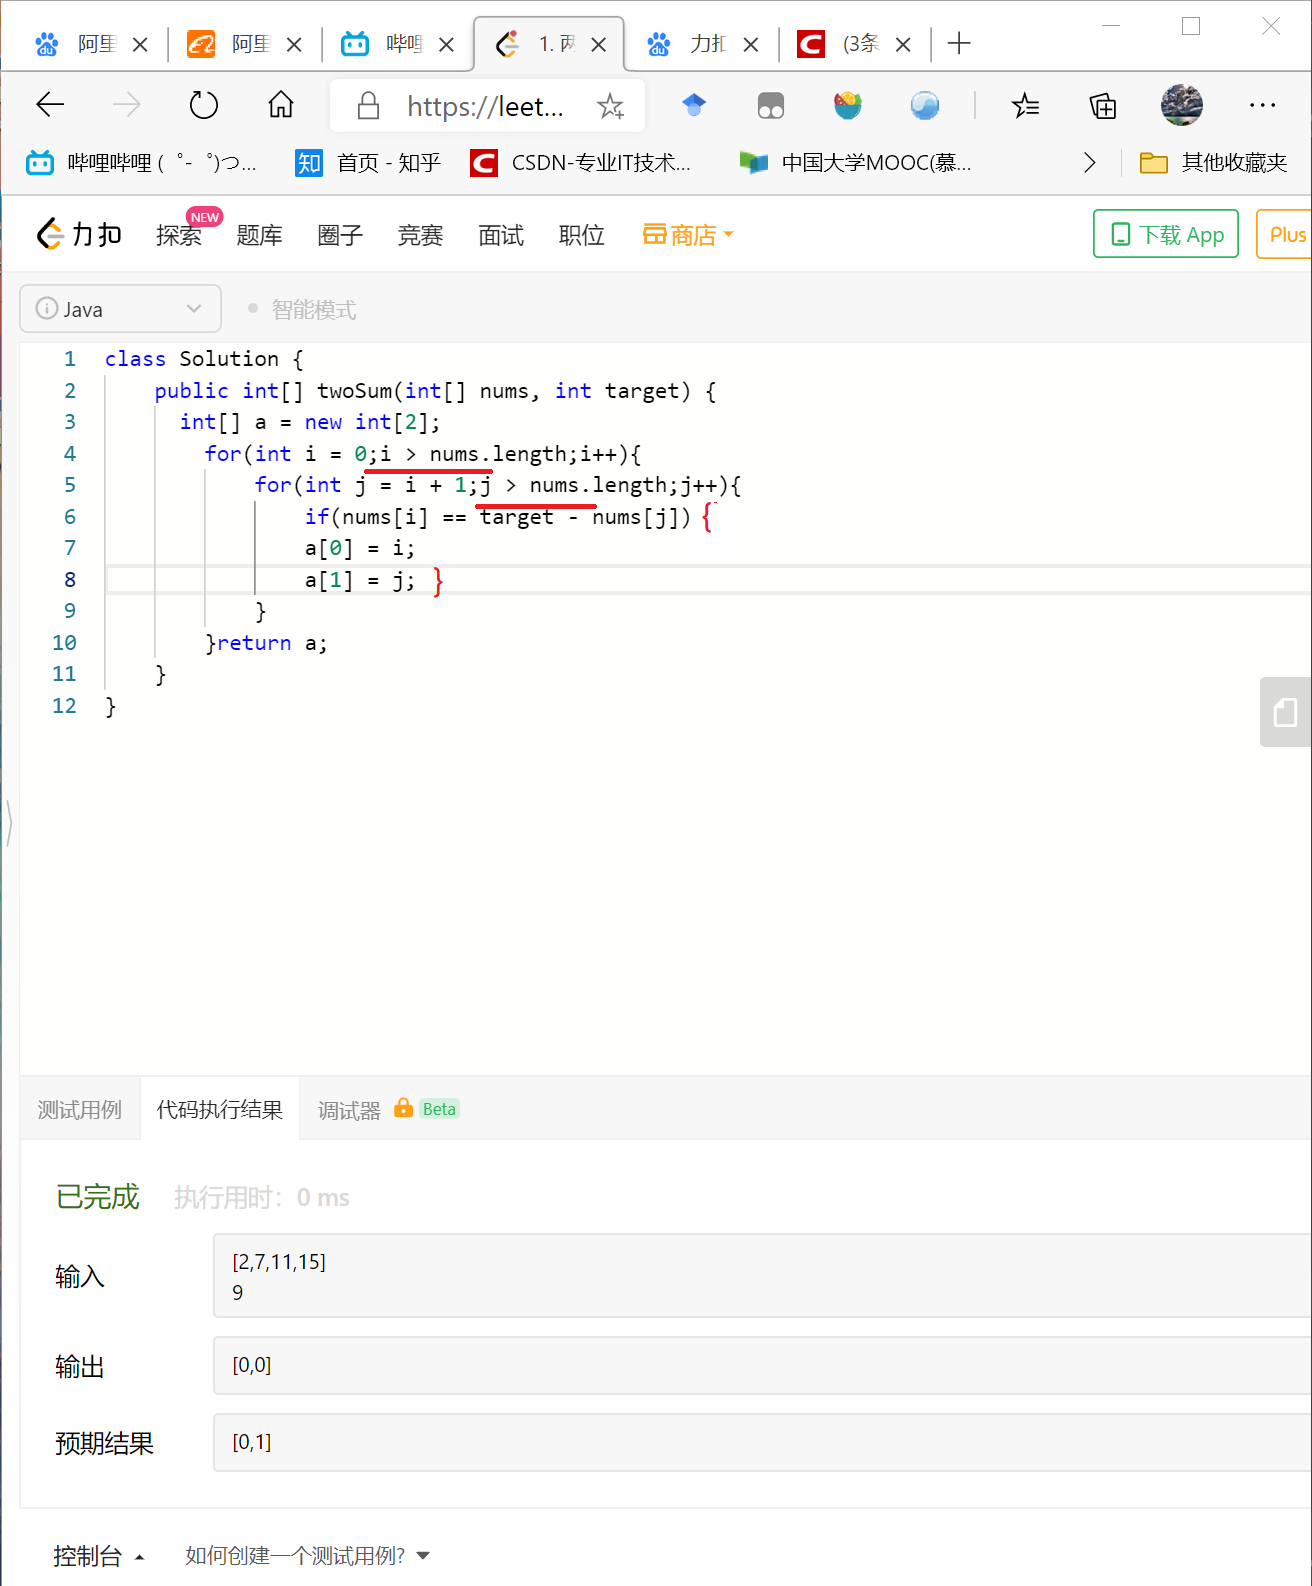 阿里
阿里
哔哩
1. 两
力扣
(3条
https://leet...
哔哩哔哩 ( ゜- ゜)つ...
知
首页 - 知乎
CSDN-专业IT技术...
中国大学MOOC(慕...
其他收藏夹
力扣
探索
NEW
题库
圈子
竞赛
面试
职位
商店
下载 App
Plus
Java
智能模式
1 class Solution {
2 public int[] twoSum(int[] nums, int target) {
3 int[] a = new int[2];
4 for(int i = 0;i > nums.length;i++){
5 for(int j = i + 1;j > nums.length;j++){
6 if(nums[i] == target - nums[j]) {
7 a[0] = i;
8 a[1] = j; }
9 }
10 }return a;
11 }
12 }
测试用例
代码执行结果
调试器
Beta
已完成
执行用时: 0 ms
输入
[2,7,11,15]
9
输出
[0,0]
预期结果
[0,1]
控制台
如何创建一个测试用例?